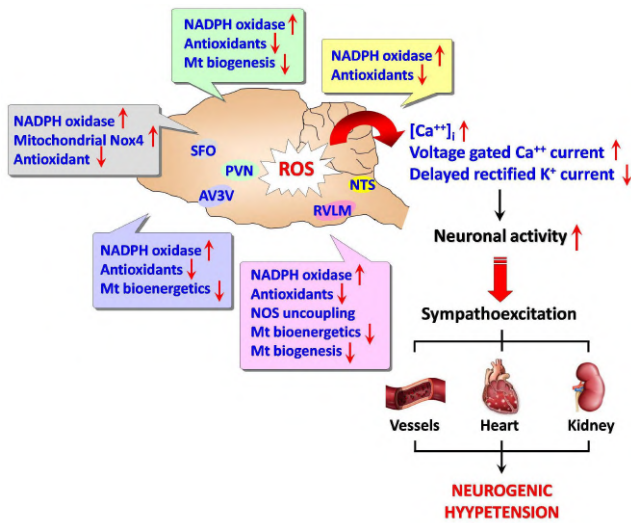 NADPH oxidase ↑
Antioxidants ↓
Mt biogenesis ↓
NADPH oxidase ↑
Antioxidants ↓
NADPH oxidase ↑
Mitochondrial Nox4 ↑
Antioxidant ↓
SFO
PVN
ROS
AV3V
NTS
RVLM
[Ca⁺⁺]i ↑
Voltage gated Ca⁺⁺ current ↑
Delayed rectified K⁺ current ↓
Neuronal activity ↑
NADPH oxidase ↑
Antioxidants ↓
Mt bioenergetics ↓
NADPH oxidase ↑
Antioxidants ↓
NOS uncoupling
Mt bioenergetics ↓
Mt biogenesis ↓
Sympathoexcitation
Vessels
Heart
Kidney
NEUROGENIC
HYYPETENSION